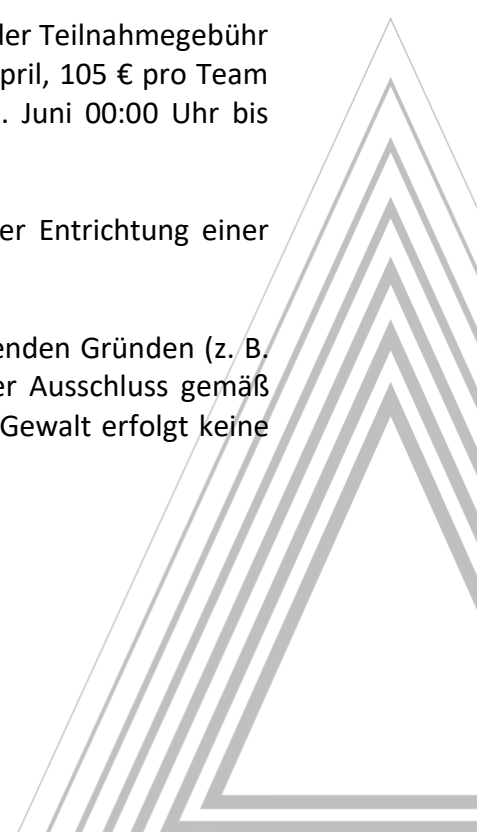 der Teilnahmegebühr
pril, 105 € pro Team
. Juni 00:00 Uhr bis
er Entrichtung einer
enden Gründen (z. B.
er Ausschluss gemäß
Gewalt erfolgt keine